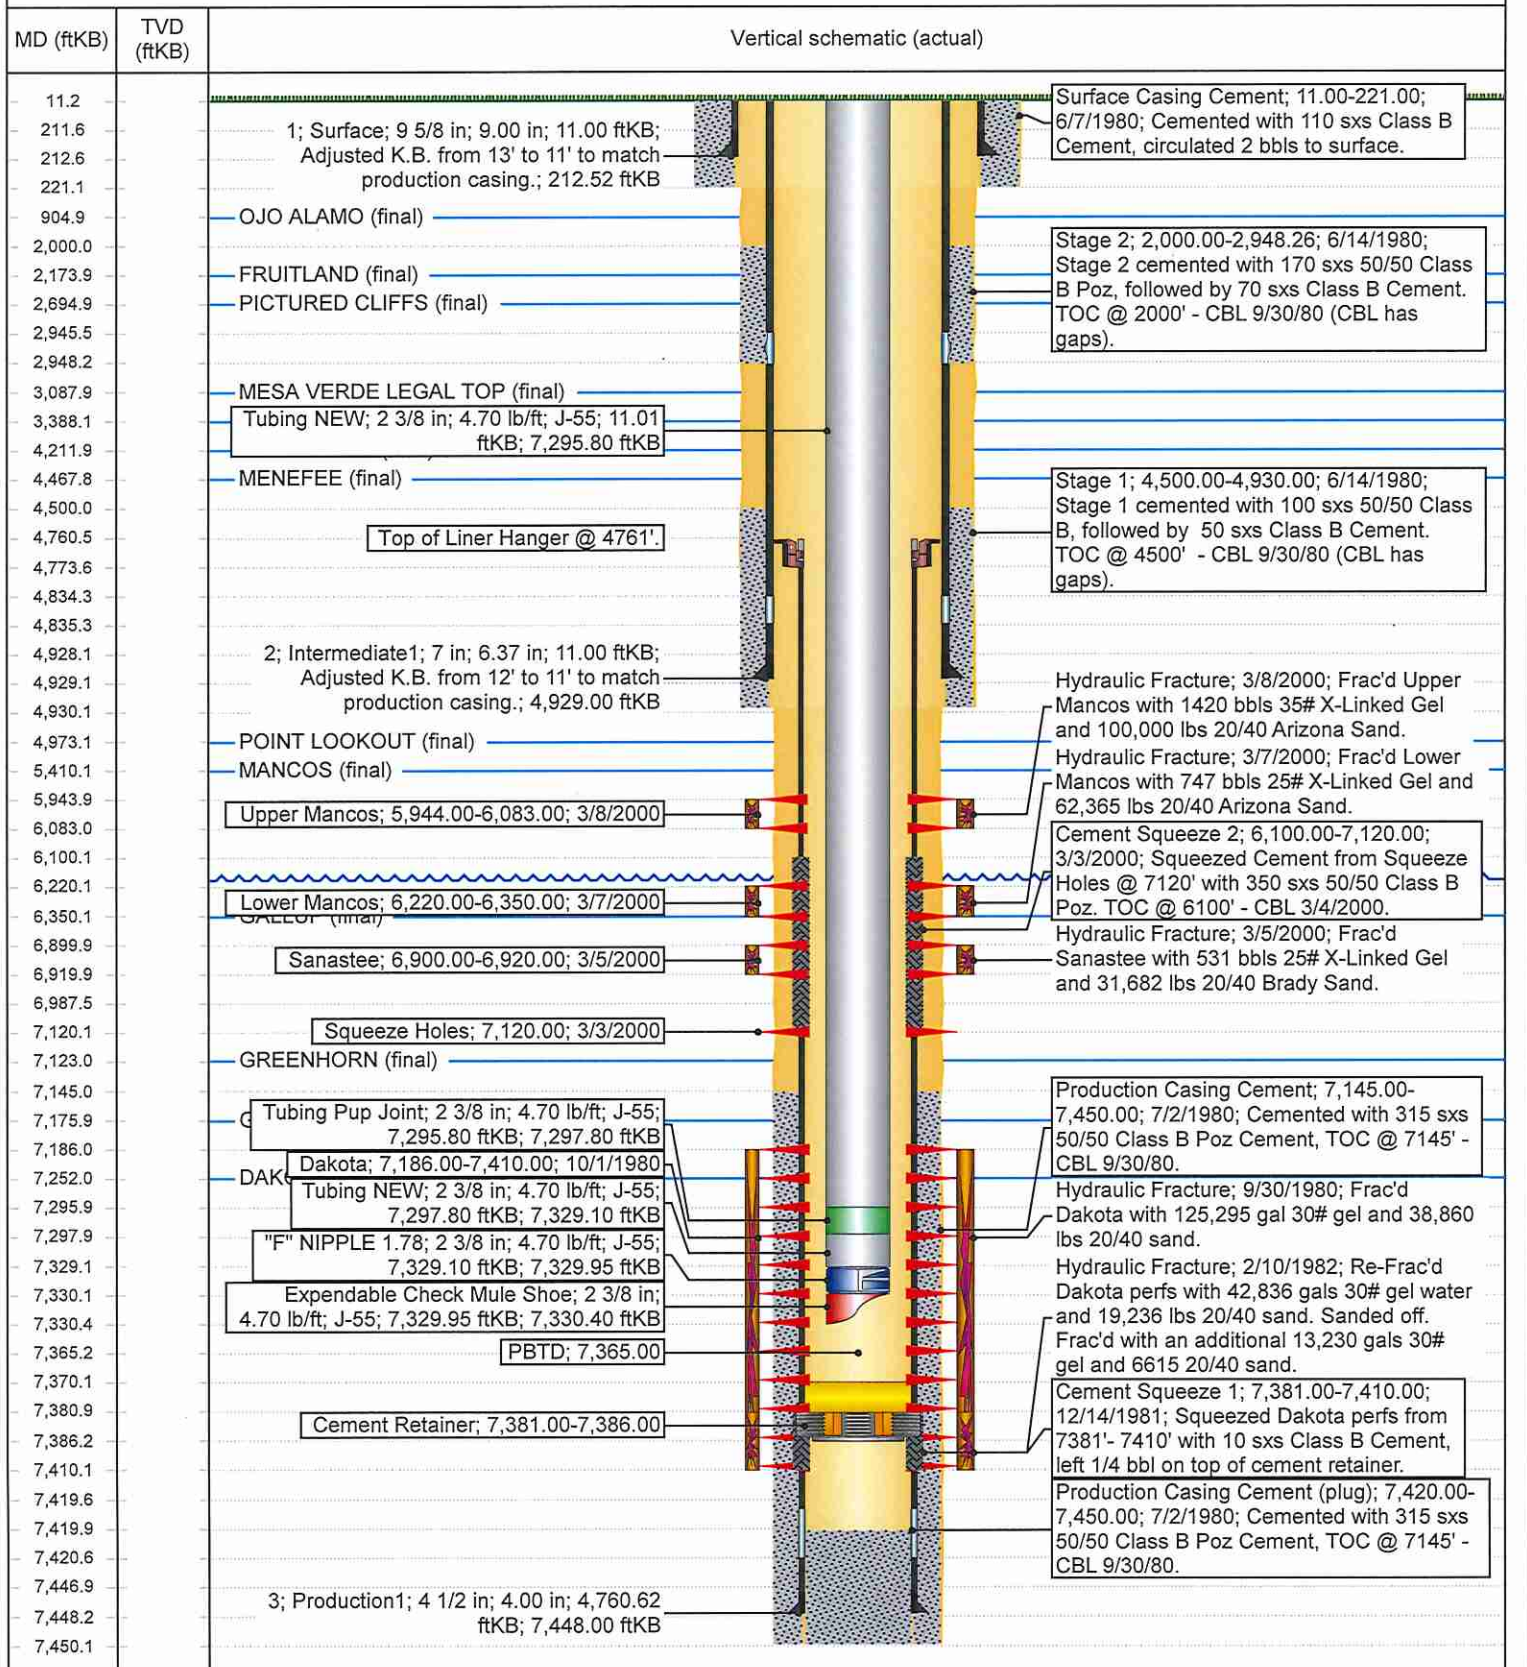 MD (ftKB)
TVD
(ftKB)
Vertical schematic (actual)
11.2
211.6
212.6
221.1
904.9
2,000.0
2,173.9
2,694.9
2,945.5
2,948.2
3,087.9
3,388.1
4,211.9
4,467.8
4,500.0
4,760.5
4,773.6
4,834.3
4,835.3
4,928.1
4,929.1
4,930.1
4,973.1
5,410.1
5,943.9
6,083.0
6,100.1
6,220.1
6,350.1
6,899.9
6,919.9
6,987.5
7,120.1
7,123.0
7,145.0
7,175.9
7,186.0
7,252.0
7,295.9
7,297.9
7,329.1
7,330.1
7,330.4
7,365.2
7,370.1
7,380.9
7,386.2
7,410.1
7,419.6
7,419.9
7,420.6
7,446.9
7,448.2
7,450.1
1; Surface; 9 5/8 in; 9.00 in; 11.00 ftKB;
Adjusted K.B. from 13' to 11' to match
production casing.; 212.52 ftKB
OJO ALAMO (final)
FRUITLAND (final)
PICTURED CLIFFS (final)
MESA VERDE LEGAL TOP (final)
Tubing NEW; 2 3/8 in; 4.70 lb/ft; J-55; 11.01
ftKB; 7,295.80 ftKB
MENEFEE (final)
Top of Liner Hanger @ 4761'.
2; Intermediate1; 7 in; 6.37 in; 11.00 ftKB;
Adjusted K.B. from 12' to 11' to match
production casing.; 4,929.00 ftKB
POINT LOOKOUT (final)
MANCOS (final)
Upper Mancos; 5,944.00-6,083.00; 3/8/2000
Lower Mancos; 6,220.00-6,350.00; 3/7/2000
GALLUP (final)
Sanastee; 6,900.00-6,920.00; 3/5/2000
Squeeze Holes; 7,120.00; 3/3/2000
GREENHORN (final)
Tubing Pup Joint; 2 3/8 in; 4.70 lb/ft; J-55;
7,295.80 ftKB; 7,297.80 ftKB
Dakota; 7,186.00-7,410.00; 10/1/1980
DAK
Tubing NEW; 2 3/8 in; 4.70 lb/ft; J-55;
7,297.80 ftKB; 7,329.10 ftKB
"F" NIPPLE 1.78; 2 3/8 in; 4.70 lb/ft; J-55;
7,329.10 ftKB; 7,329.95 ftKB
Expendable Check Mule Shoe; 2 3/8 in;
4.70 lb/ft; J-55; 7,329.95 ftKB; 7,330.40 ftKB
PBTD; 7,365.00
Cement Retainer; 7,381.00-7,386.00
3; Production1; 4 1/2 in; 4.00 in; 4,760.62
ftKB; 7,448.00 ftKB
Surface Casing Cement; 11.00-221.00;
6/7/1980; Cemented with 110 sxs Class B
Cement, circulated 2 bbls to surface.
Stage 2; 2,000.00-2,948.26; 6/14/1980;
Stage 2 cemented with 170 sxs 50/50 Class
B Poz, followed by 70 sxs Class B Cement.
TOC @ 2000' - CBL 9/30/80 (CBL has
gaps).
Stage 1; 4,500.00-4,930.00; 6/14/1980;
Stage 1 cemented with 100 sxs 50/50 Class
B, followed by 50 sxs Class B Cement.
TOC @ 4500' - CBL 9/30/80 (CBL has
gaps).
Hydraulic Fracture; 3/8/2000; Frac'd Upper
Mancos with 1420 bbls 35# X-Linked Gel
and 100,000 lbs 20/40 Arizona Sand.
Hydraulic Fracture; 3/7/2000; Frac'd Lower
Mancos with 747 bbls 25# X-Linked Gel and
62,365 lbs 20/40 Arizona Sand.
Cement Squeeze 2; 6,100.00-7,120.00;
3/3/2000; Squeezed Cement from Squeeze
Holes @ 7120' with 350 sxs 50/50 Class B
Poz. TOC @ 6100' - CBL 3/4/2000.
Hydraulic Fracture; 3/5/2000; Frac'd
Sanastee with 531 bbls 25# X-Linked Gel
and 31,682 lbs 20/40 Brady Sand.
Production Casing Cement; 7,145.00-
7,450.00; 7/2/1980; Cemented with 315 sxs
50/50 Class B Poz Cement, TOC @ 7145' -
CBL 9/30/80.
Hydraulic Fracture; 9/30/1980; Frac'd
Dakota with 125,295 gal 30# gel and 38,860
lbs 20/40 sand.
Hydraulic Fracture; 2/10/1982; Re-Frac'd
Dakota perfs with 42,836 gals 30# gel water
and 19,236 lbs 20/40 sand. Sanded off.
Frac'd with an additional 13,230 gals 30#
gel and 6615 20/40 sand.
Cement Squeeze 1; 7,381.00-7,410.00;
12/14/1981; Squeezed Dakota perfs from
7381'- 7410' with 10 sxs Class B Cement,
left 1/4 bbl on top of cement retainer.
Production Casing Cement (plug); 7,420.00-
7,450.00; 7/2/1980; Cemented with 315 sxs
50/50 Class B Poz Cement, TOC @ 7145' -
CBL 9/30/80.